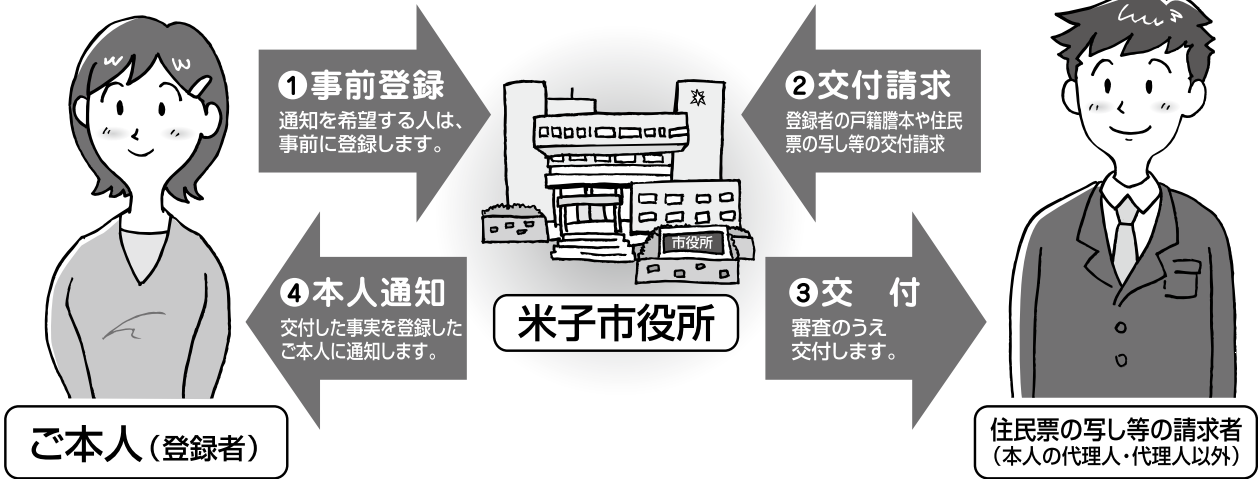 ❶事前登録
通知を希望する人は、
事前に登録します。
❷交付請求
登録者の戸籍謄本や住民
票の写し等の交付請求
市役所
米子市役所
❸交　付
審査のうえ
交付します。
❹本人通知
交付した事実を登録した
ご本人に通知します。
ご本人（登録者）
住民票の写し等の請求者
（本人の代理人・代理人以外）